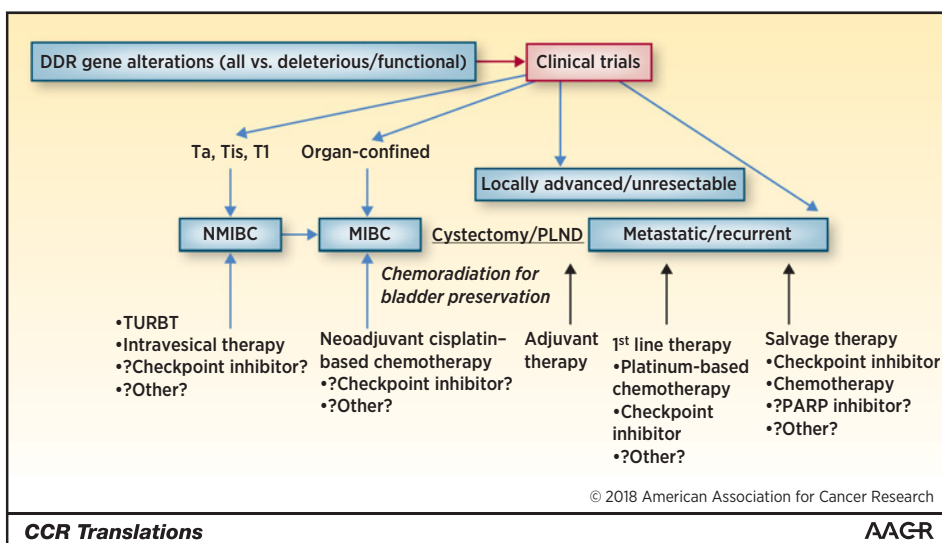 DDR gene alterations (all vs. deleterious/functional)
Clinical trials
Ta, Tis, T1
Organ-confined
Locally advanced/unresectable
NMIBC
MIBC
Cystectomy/PLND
Metastatic/recurrent
Chemoradiation for
bladder preservation
•TURBT
•Intravesical therapy
•?Checkpoint inhibitor?
•?Other?
Neoadjuvant cisplatin–
based chemotherapy
•?Checkpoint inhibitor?
•?Other?
Adjuvant
therapy
1st line therapy
•Platinum-based
chemotherapy
•Checkpoint
inhibitor
•?Other?
Salvage therapy
•Checkpoint inhibitor
•Chemotherapy
•?PARP inhibitor?
•?Other?
© 2018 American Association for Cancer Research
CCR Translations
AACR